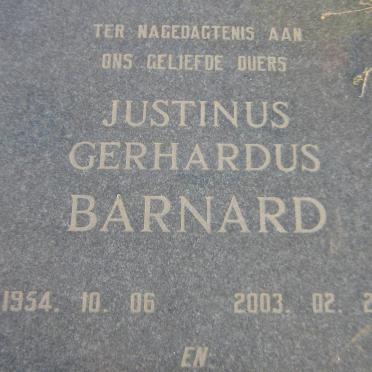 TER NAGEDAGTENIS AAN
ONS GELIEFDE OUERS
JUSTINUS
GERHARDUS
BARNARD
1954. 10. 06 2003. 02.
EN